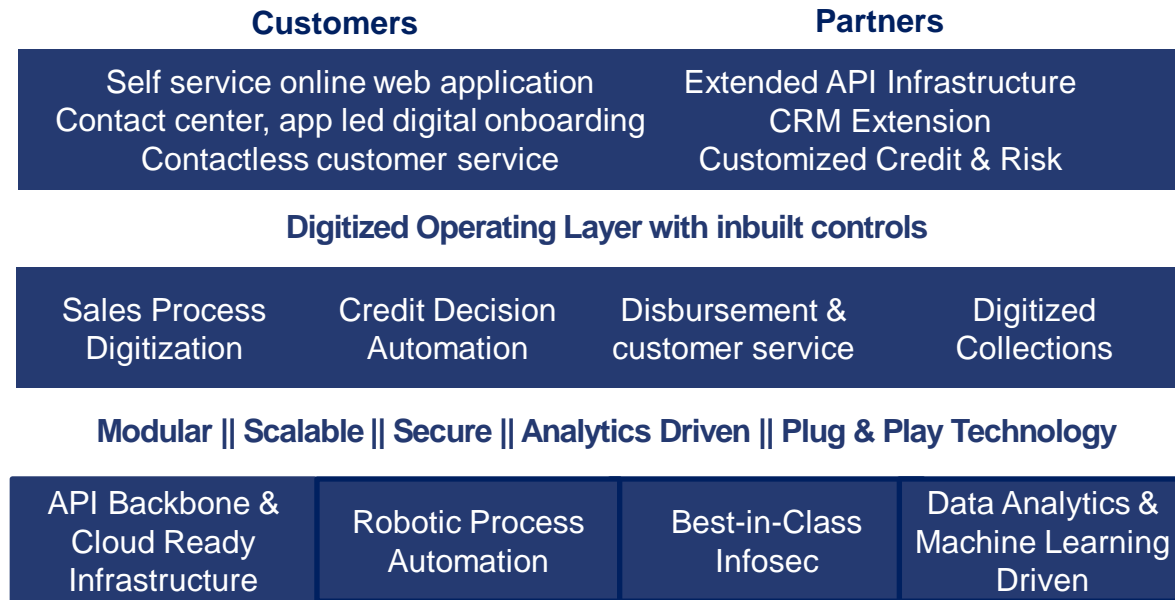 Customers
Partners
Self service online web application
Contact center, app led digital onboarding
Contactless customer service
Extended API Infrastructure
CRM Extension
Customized Credit & Risk
Digitized Operating Layer with inbuilt controls
Sales Process
Digitization
Credit Decision
Automation
Disbursement &
customer service
Digitized
Collections
Modular || Scalable || Secure || Analytics Driven || Plug & Play Technology
API Backbone &
Cloud Ready
Infrastructure
Robotic Process
Automation
Best-in-Class
Infosec
Data Analytics &
Machine Learning
Driven